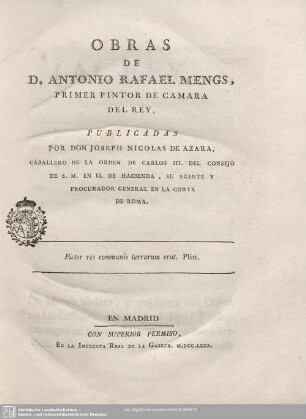 OBRAS
DE
D. ANTONIO RAFAEL MENGS,
PRIMER PINTOR DE CAMARA
DEL REY,
PUBLICADAS
POR DON JOSEPH NICOLAS DE AZARA,
CABALLERO DE LA ORDEN DE CARLOS III. DEL CONSEJO
DE S. M. EN EL DE HACIENDA, SU AGENTE Y
PROCURADOR GENERAL EN LA CORTE
DE ROMA.
Pictor res communis terrarum erat. Plin.
EN MADRID
CON SUPERIOR PERMISO,
EN LA IMPRENTA REAL DE LA GAZETA. M.DCC.LXXX.